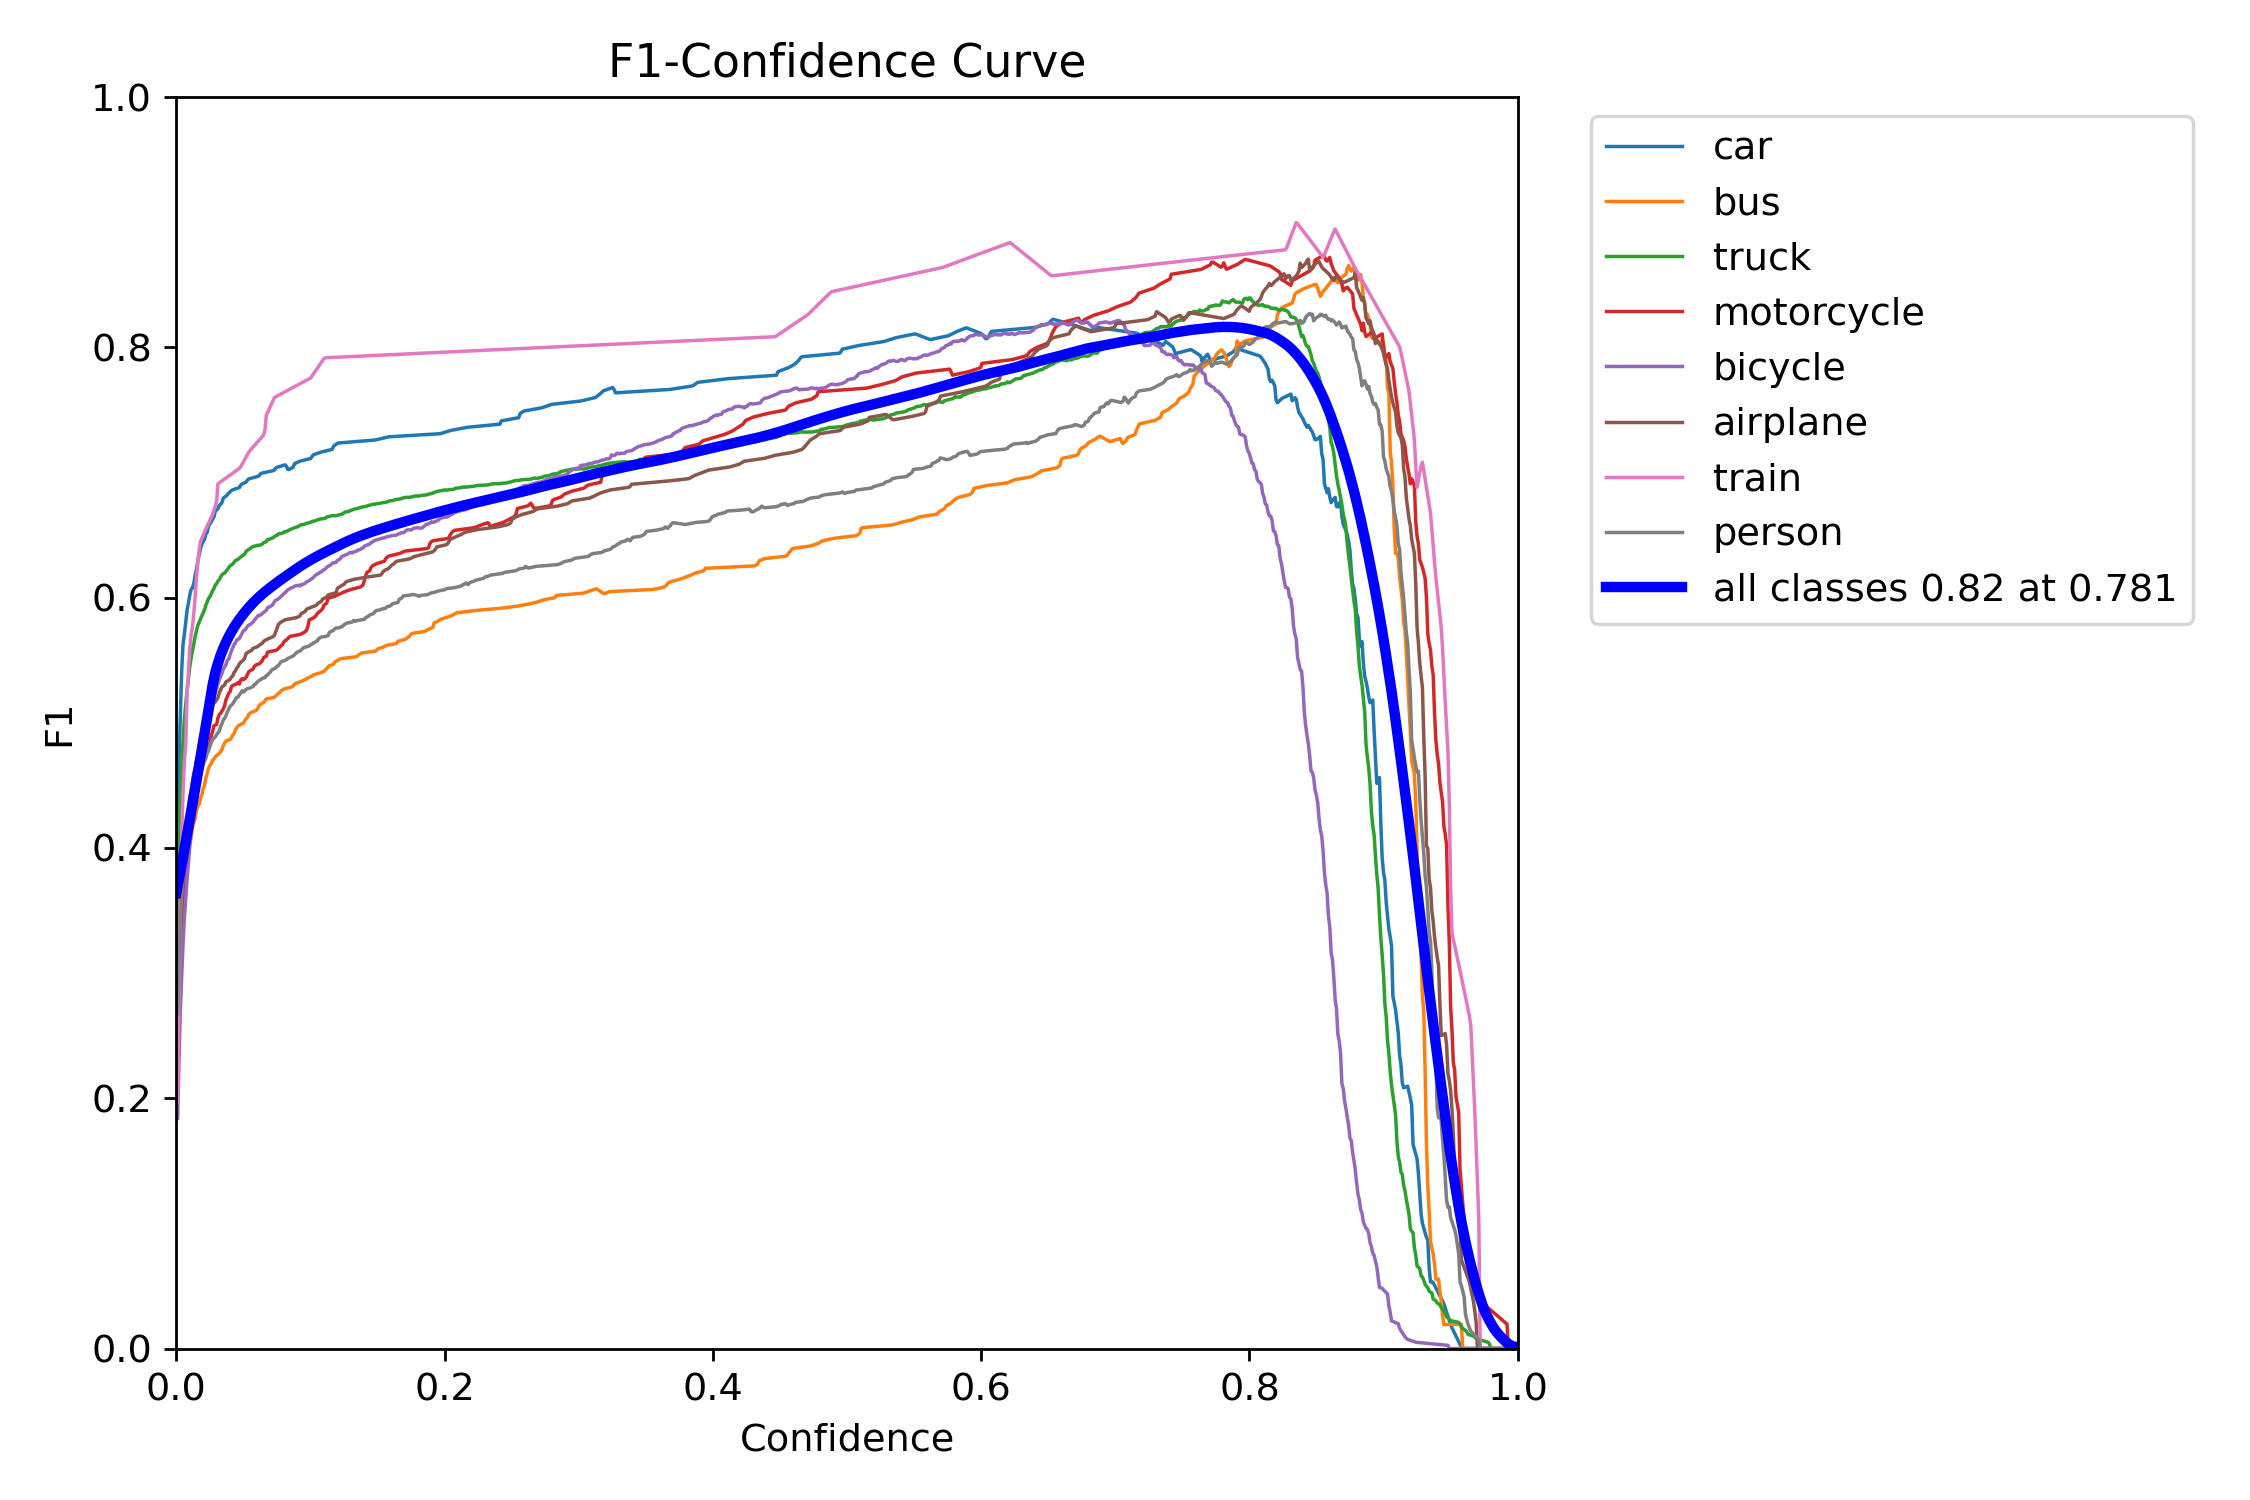 F1-Confidence Curve
1.0
0.8
0.6
0.4
0.2
0.0
F1
0.0 0.2 0.4 0.6 0.8 1.0
Confidence
car
bus
truck
motorcycle
bicycle
airplane
train
person
all classes 0.82 at 0.781